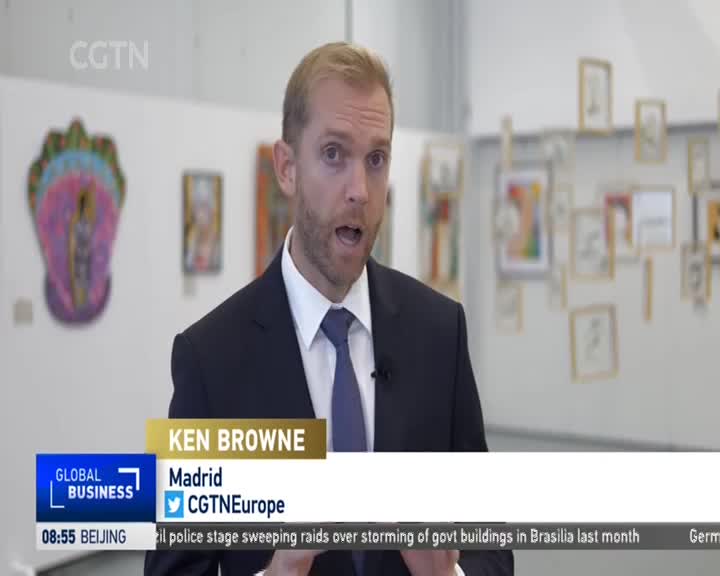 CGTN
KEN BROWNE
Madrid
CGTNEurope
GLOBAL
BUSINESS
08:55 BEIJING
il police stage sweeping raids over storming of govt buildings in Brasilia last month
Germ